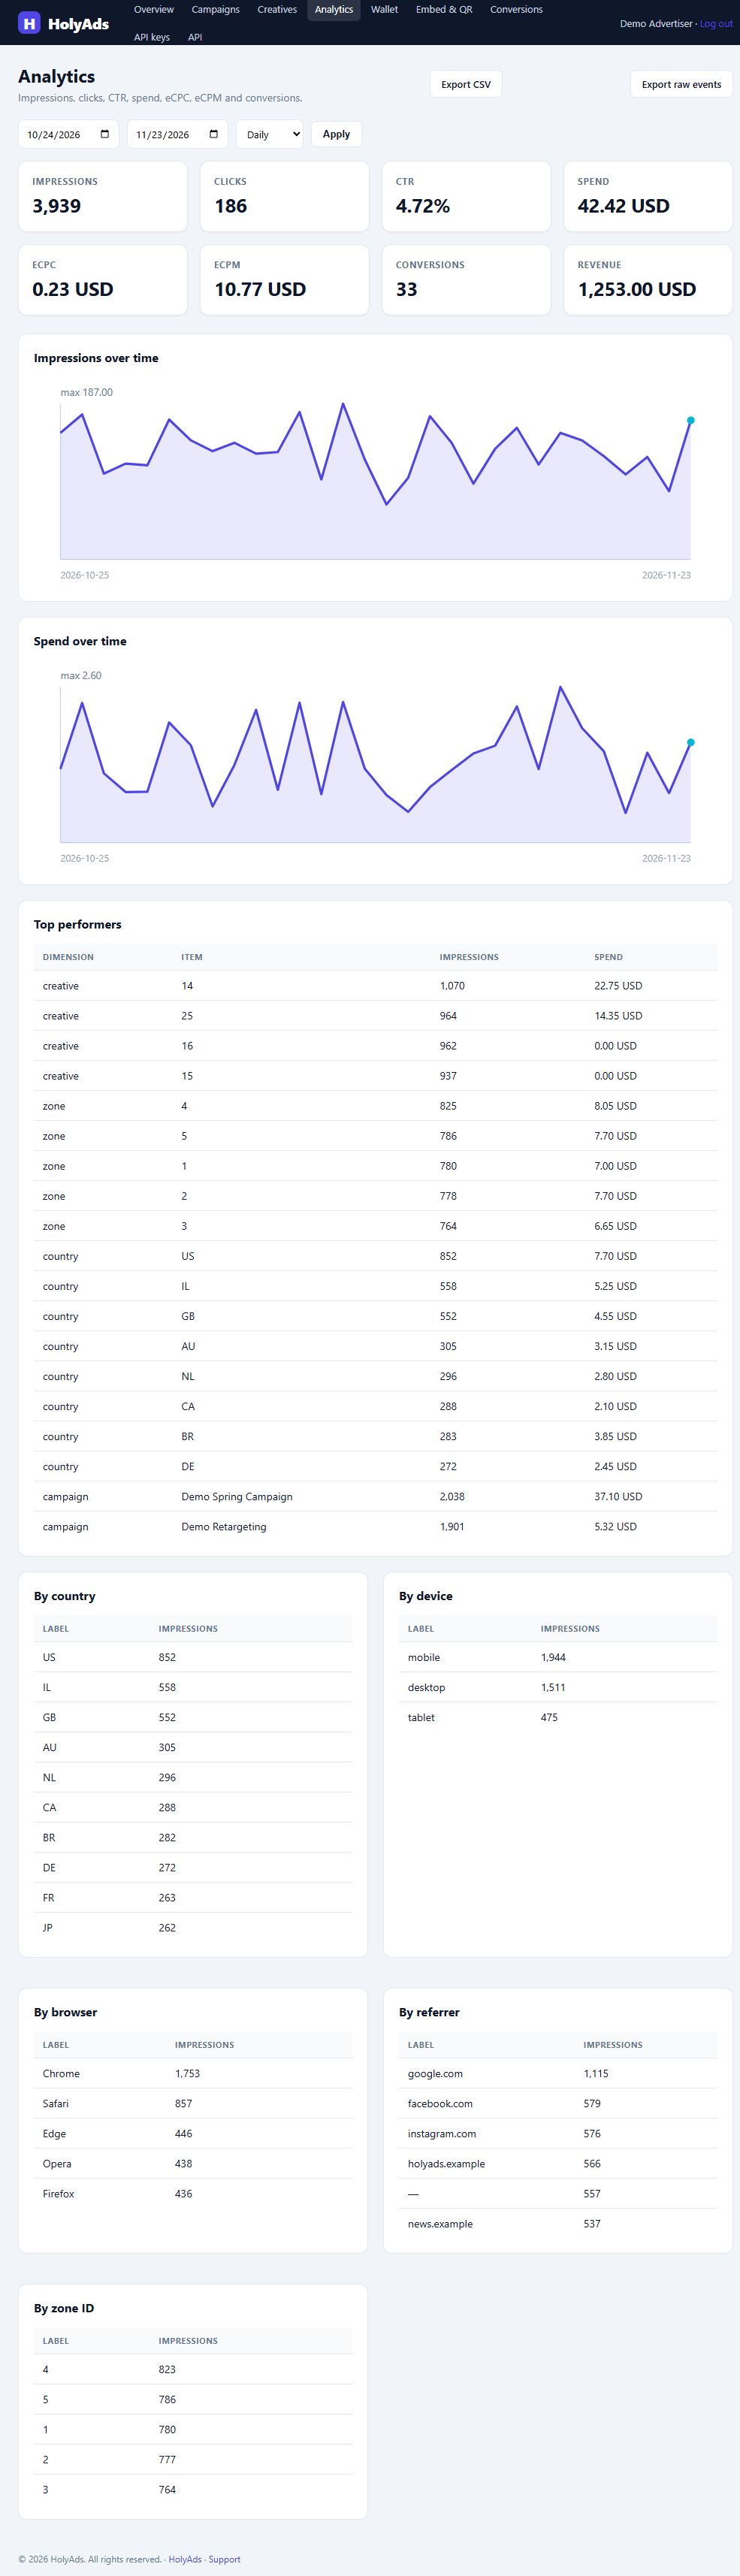 H HolyAds
Overview Campaigns Creatives Analytics Wallet Embed & QR Conversions
API keys API
Demo Advertiser · Log out
Analytics
Impressions, clicks, CTR, spend, eCPC, eCPM and conversions.
Export CSV
Export raw events
10/24/2026 11/23/2026 Daily Apply
IMPRESSIONS
3,939
CLICKS
186
CTR
4.72%
SPEND
42.42 USD
ECPC
0.23 USD
ECPM
10.77 USD
CONVERSIONS
33
REVENUE
1,253.00 USD
Impressions over time
max 187.00
2026-10-25 2026-11-23
Spend over time
max 2.60
2026-10-25 2026-11-23
Top performers
DIMENSION ITEM IMPRESSIONS SPEND
creative 14 1,070 22.75 USD
creative 25 964 14.35 USD
creative 16 962 0.00 USD
creative 15 937 0.00 USD
zone 4 825 8.05 USD
zone 5 786 7.70 USD
zone 1 780 7.00 USD
zone 2 778 7.70 USD
zone 3 764 6.65 USD
country US 852 7.70 USD
country IL 558 5.25 USD
country GB 552 4.55 USD
country AU 305 3.15 USD
country NL 296 2.80 USD
country CA 288 2.10 USD
country BR 283 3.85 USD
country DE 272 2.45 USD
campaign Demo Spring Campaign 2,038 37.10 USD
campaign Demo Retargeting 1,901 5.32 USD
By country
LABEL IMPRESSIONS
US 852
IL 558
GB 552
AU 305
NL 296
CA 288
BR 282
DE 272
FR 263
JP 262
By device
LABEL IMPRESSIONS
mobile 1,944
desktop 1,511
tablet 475
By browser
LABEL IMPRESSIONS
Chrome 1,753
Safari 857
Edge 446
Opera 438
Firefox 436
By referrer
LABEL IMPRESSIONS
google.com 1,115
facebook.com 579
instagram.com 576
holyads.example 566
— 557
news.example 537
By zone ID
LABEL IMPRESSIONS
4 823
5 786
1 780
2 777
3 764
© 2026 HolyAds. All rights reserved. · HolyAds · Support